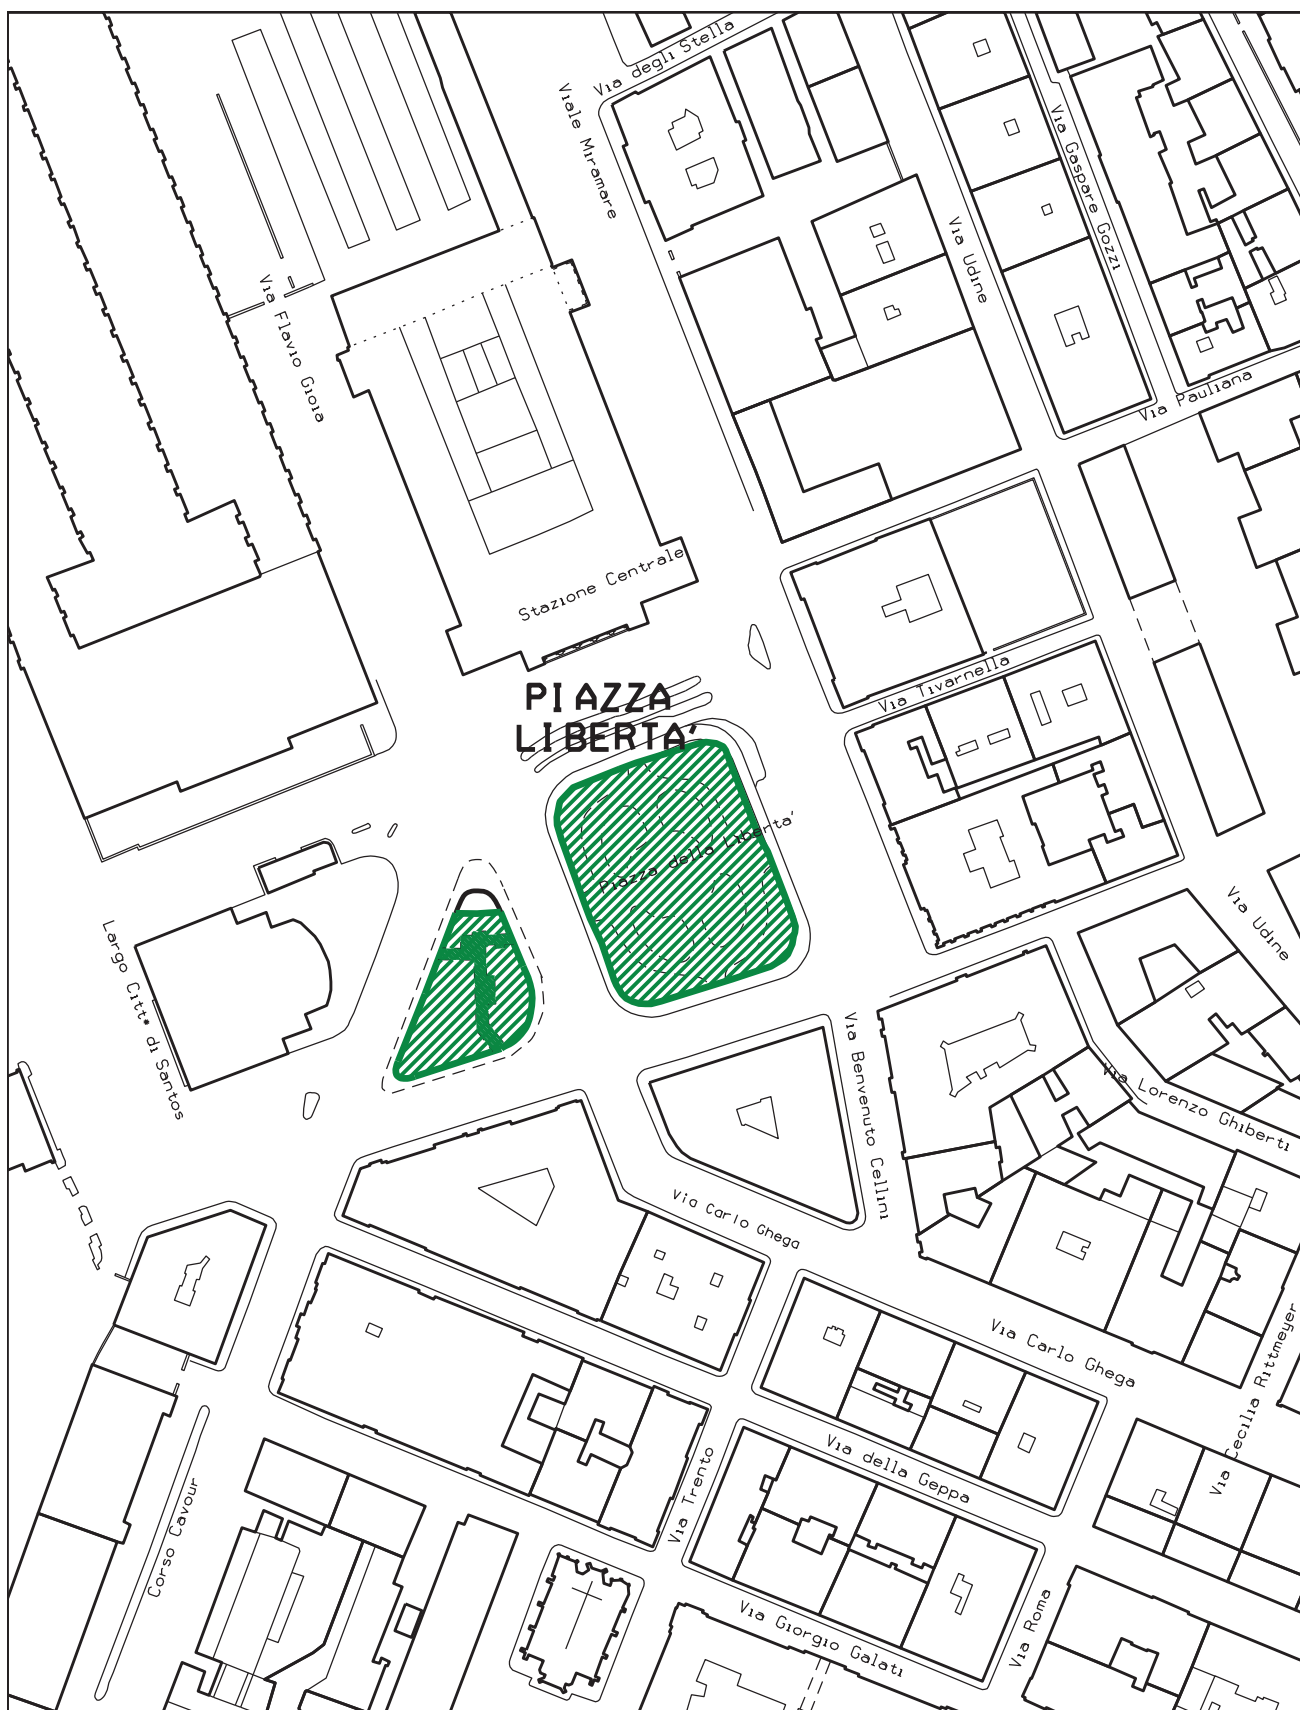 Via degli Stella
Viale Miramare
Via Gaspare Gozzi
Via Udine
Via Flavio Gioia
Via Pauliana
Stazione Centrale
Via Tivarnella
PIAZZA
LIBERTA'
Piazza della Liberta'
Via Udine
Largo Citt• di Santos
Via Benvenuto Cellini
Via Lorenzo Ghiberti
Via Carlo Ghega
Via Carlo Ghega
Via Cecilia Rittmeyer
Via della Geppa
Via Trento
Corso Cavour
Via Giorgio Galati
Via Roma